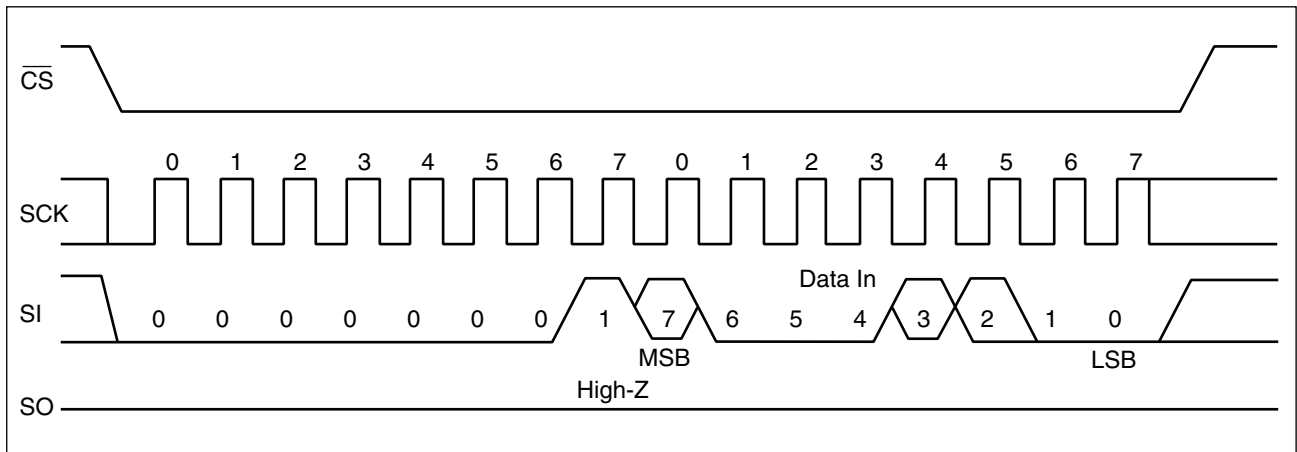 CS
0 1 2 3 4 5 6 7 0 1 2 3 4 5 6 7
SCK
Data In
SI 0 0 0 0 0 0 0 1 7 6 5 4 3 2 1 0
MSB LSB
High-Z
SO